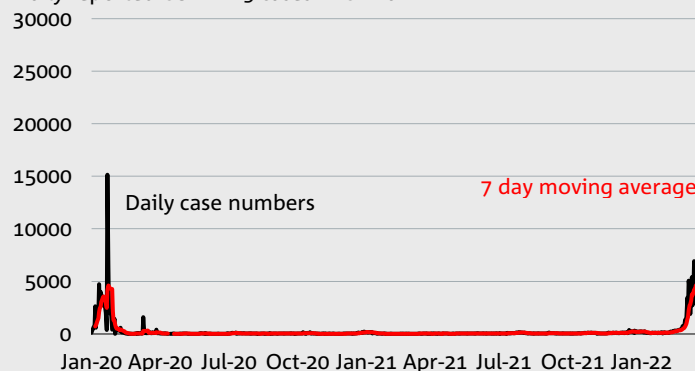 30000
25000
20000
15000
10000
5000
0
Daily case numbers
7 day moving average
Jan-20 Apr-20 Jul-20 Oct-20 Jan-21 Apr-21 Jul-21 Oct-21 Jan-22